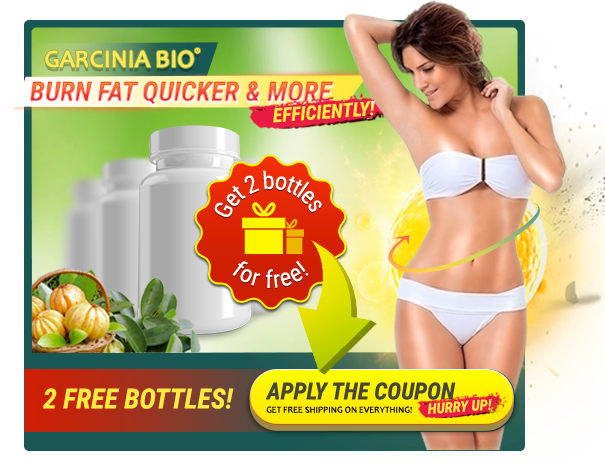 GARCINIA BIO®
BURN FAT QUICKER & MORE
EFFICIENTLY!
Get 2 bottles
for free!
2 FREE BOTTLES!
APPLY THE COUPON
GET FREE SHIPPING ON EVERYTHING!
HURRY UP!